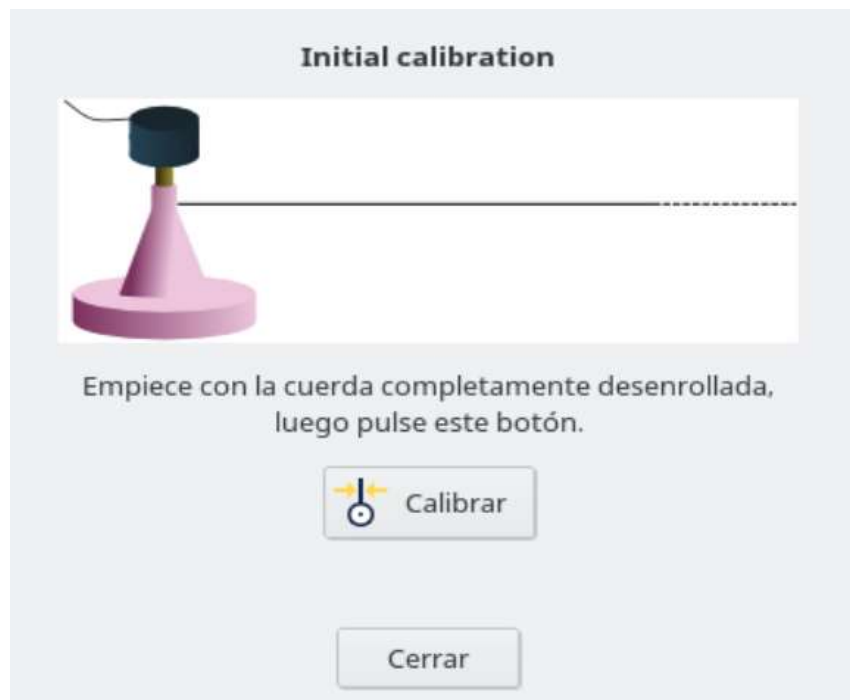 Initial calibration
Empiece con la cuerda completamente desenrollada,
luego pulse este botón.
Calibrar
Cerrar